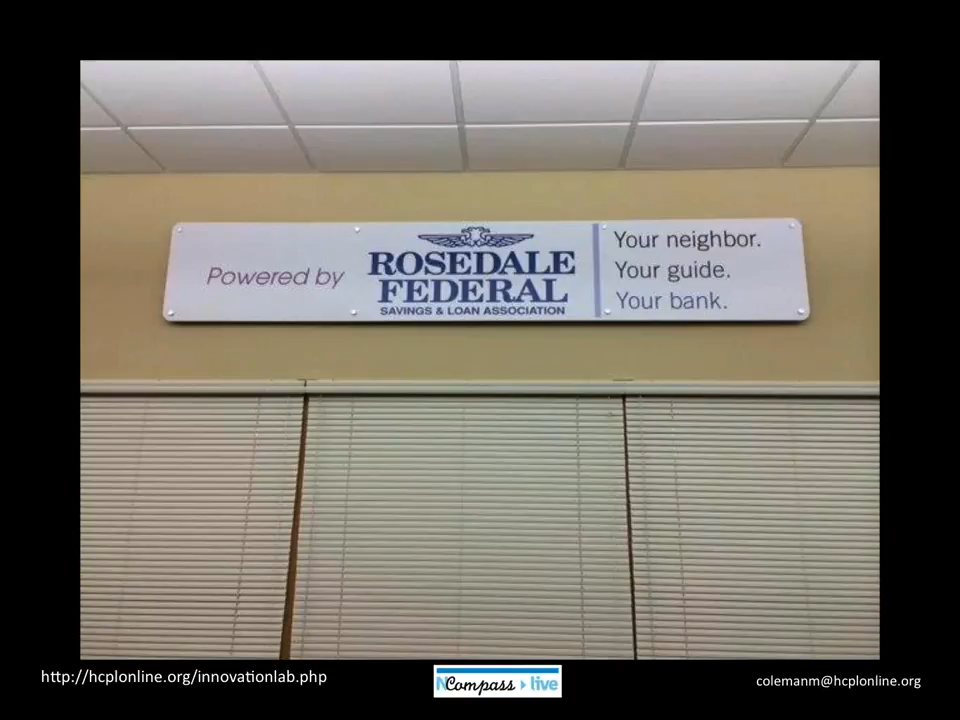 Powered by
ROSEDALE
FEDERAL
SAVINGS & LOAN ASSOCIATION
Your neighbor.
Your guide.
Your bank.
http://hcplonline.org/innovationlab.php
NCompass live
colemanm@hcplonline.org